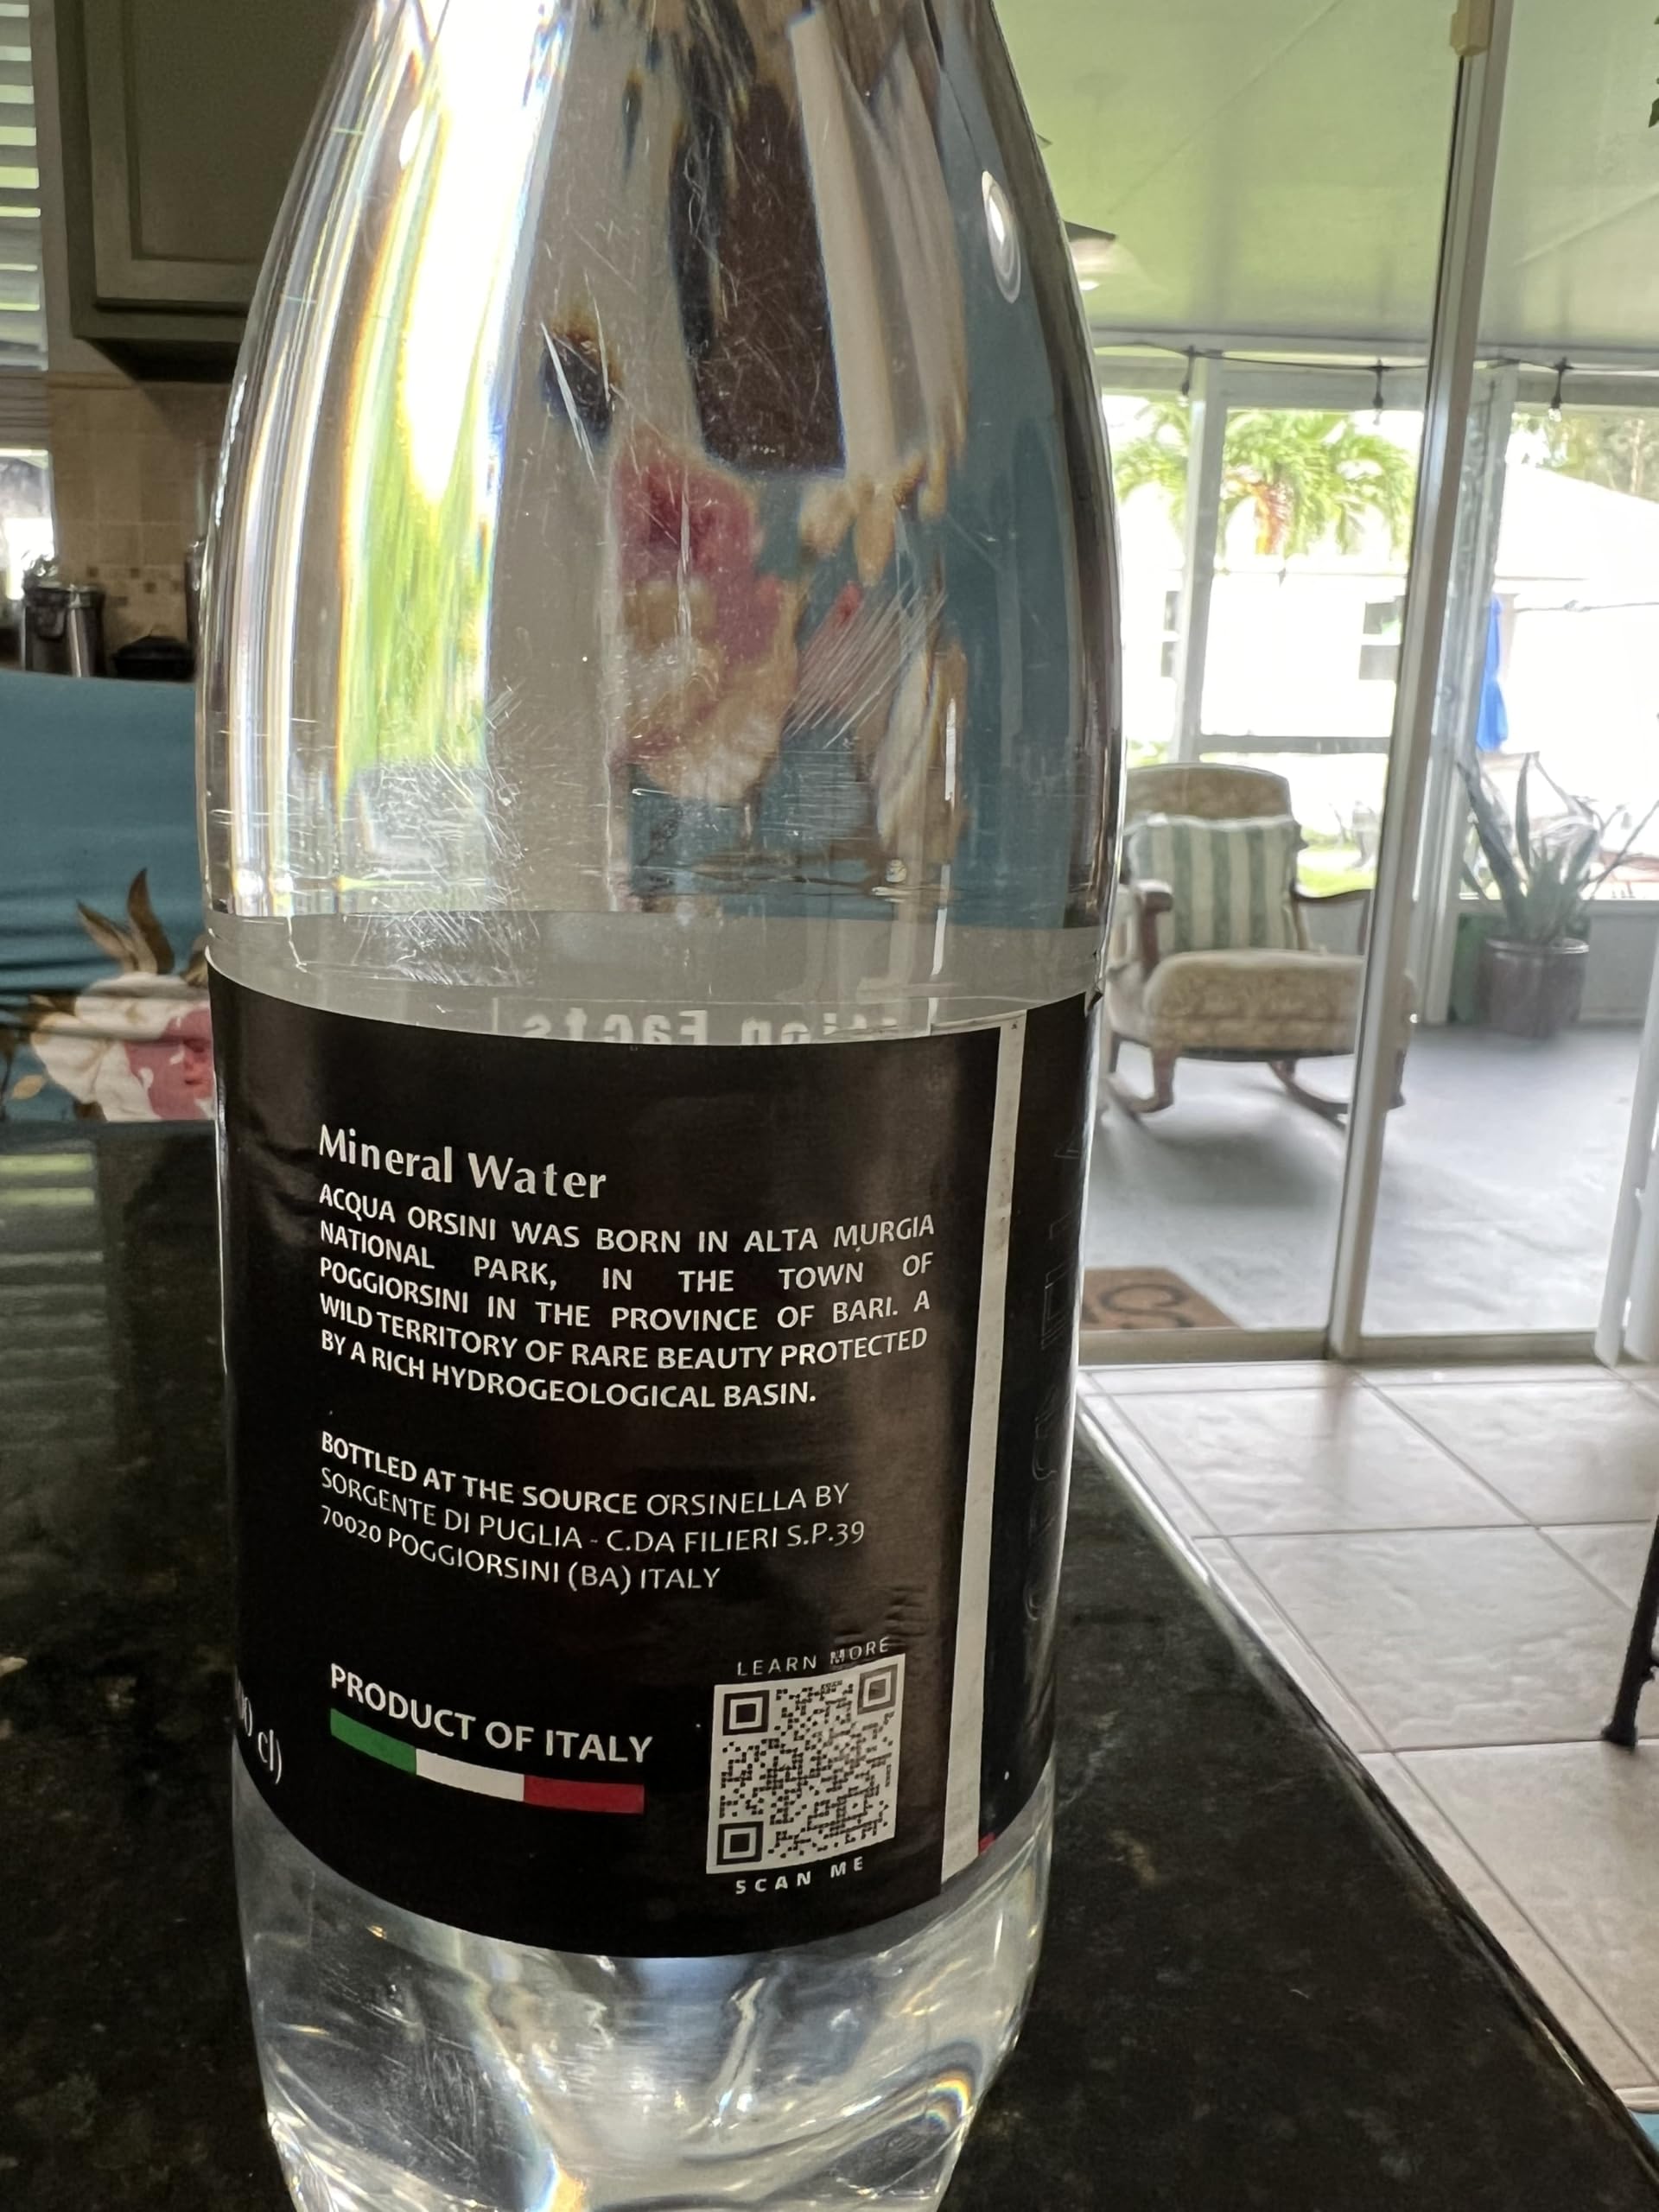 Mineral Water
ACQUA ORSINI WAS BORN IN ALTA MURGIA
NATIONAL PARK, IN THE TOWN OF
POGGIORSINI IN THE PROVINCE OF BARI. A
WILD TERRITORY OF RARE BEAUTY PROTECTED
BY A RICH HYDROGEOLOGICAL BASIN.
BOTTLED AT THE SOURCE ORSINELLA BY
SORGENTE DI PUGLIA - C.DA FILIERI S.P.39
70020 POGGIORSINI (BA) ITALY
LEARN MORE
PRODUCT OF ITALY
SCAN ME
cl)